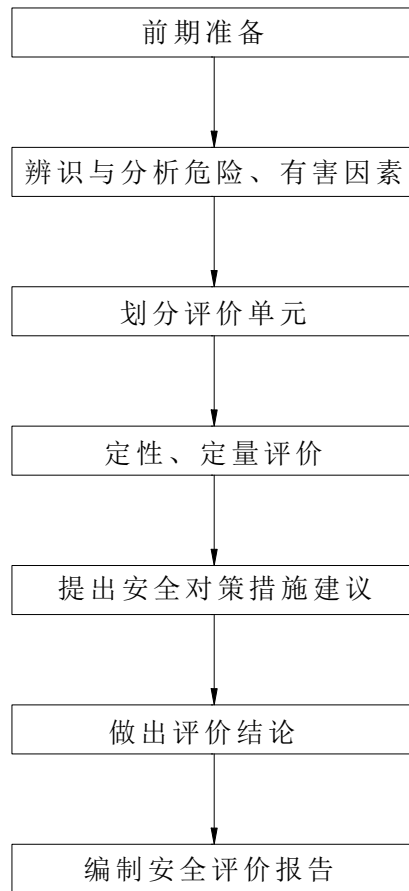 前期准备
辨识与分析危险、有害因素
划分评价单元
定性、定量评价
提出安全对策措施建议
做出评价结论
编制安全评价报告